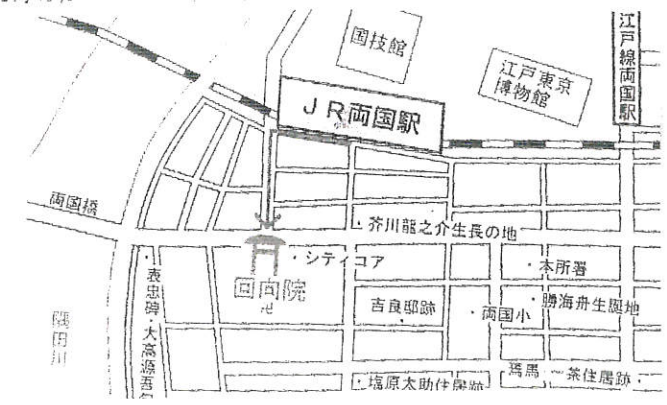 国技館
江戸東京
博物館
江戸線両国駅
JR両国駅
両国橋
・芥川龍之介生長の地
・シティコア
・本所署
回向院
吉良邸跡
・両国小
・勝海舟生誕地
隅田川
・表忠碑・大高源吾
・塩原太助住居跡
焉馬
一茶住居跡・